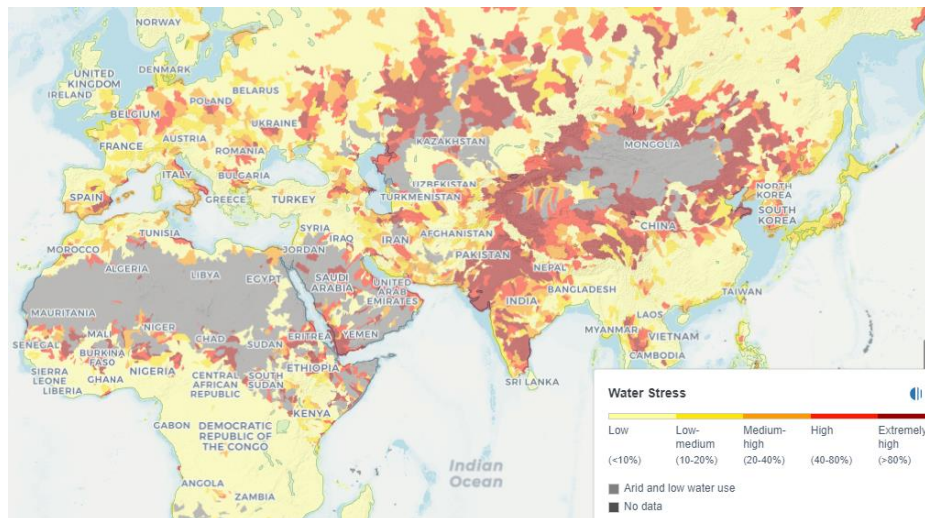 NORWAY
DENMARK
UNITED
KINGDOM
IRELAND
BELARUS
POLAND
BELGIUM
UKRAINE
FRANCE
AUSTRIA
ROMANIA
ITALY
BULGARIA
SPAIN
GREECE
TURKEY
KAZAKHSTAN
MONGOLIA
UZBEKISTAN
TURKMENISTAN
NORTH
KOREA
SOUTH
KOREA
CHINA
TUNISIA
MOROCCO
SYRIA
IRAQ
JORDAN
IRAN
AFGHANISTAN
PAKISTAN
NEPAL
ALGERIA
LIBYA
EGYPT
SAUDI
ARABIA
UNITED
ARAB
EMIRATES
INDIA
BANGLADESH
TAIWAN
MAURITANIA
MALI
NIGER
CHAD
SUDAN
ERITREA
YEMEN
MYANMAR
LAOS
VIETNAM
CAMBODIA
SENEGAL
BURKINA
FASO
SIERRA
LEONE
LIBERIA
GHANA
NIGERIA
CENTRAL
AFRICAN
REPUBLIC
SOUTH
SUDAN
ETHIOPIA
SRI LANKA
GABON
DEMOCRATIC
REPUBLIC OF
THE CONGO
KENYA
ANGOLA
ZAMBIA
Indian
Ocean
Water Stress
Low Low-medium Medium-high High Extremely high
(<10%) (10-20%) (20-40%) (40-80%) (>80%)
Arid and low water use
No data